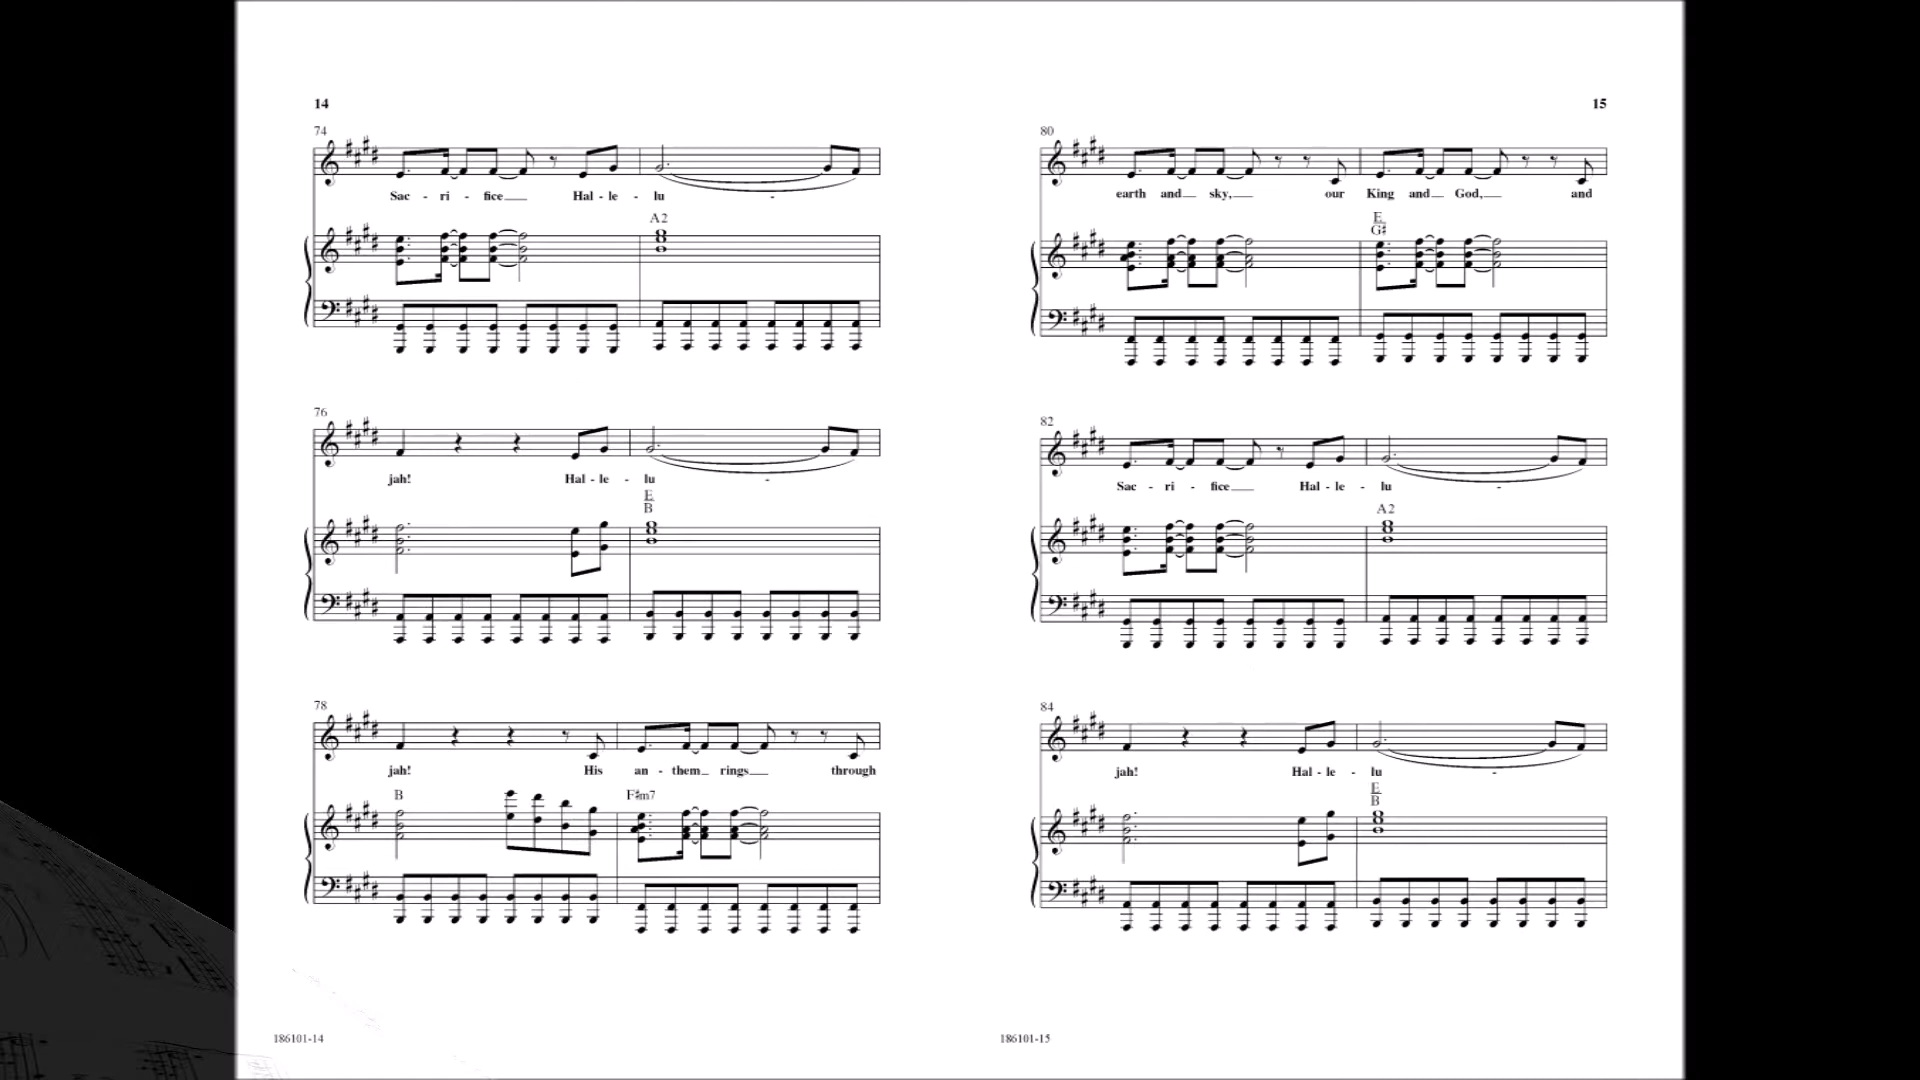 14
74
Sac - ri - fice Hal - le - lu -
A2
76
jah! Hal - le - lu -
E
B
78
jah! His an - them rings through
B F♯m7
186101-14
15
80
earth and sky, our King and God, and
E
G♯
82
Sac - ri - fice Hal - le - lu -
A2
84
jah! Hal - le - lu -
E
B
186101-15